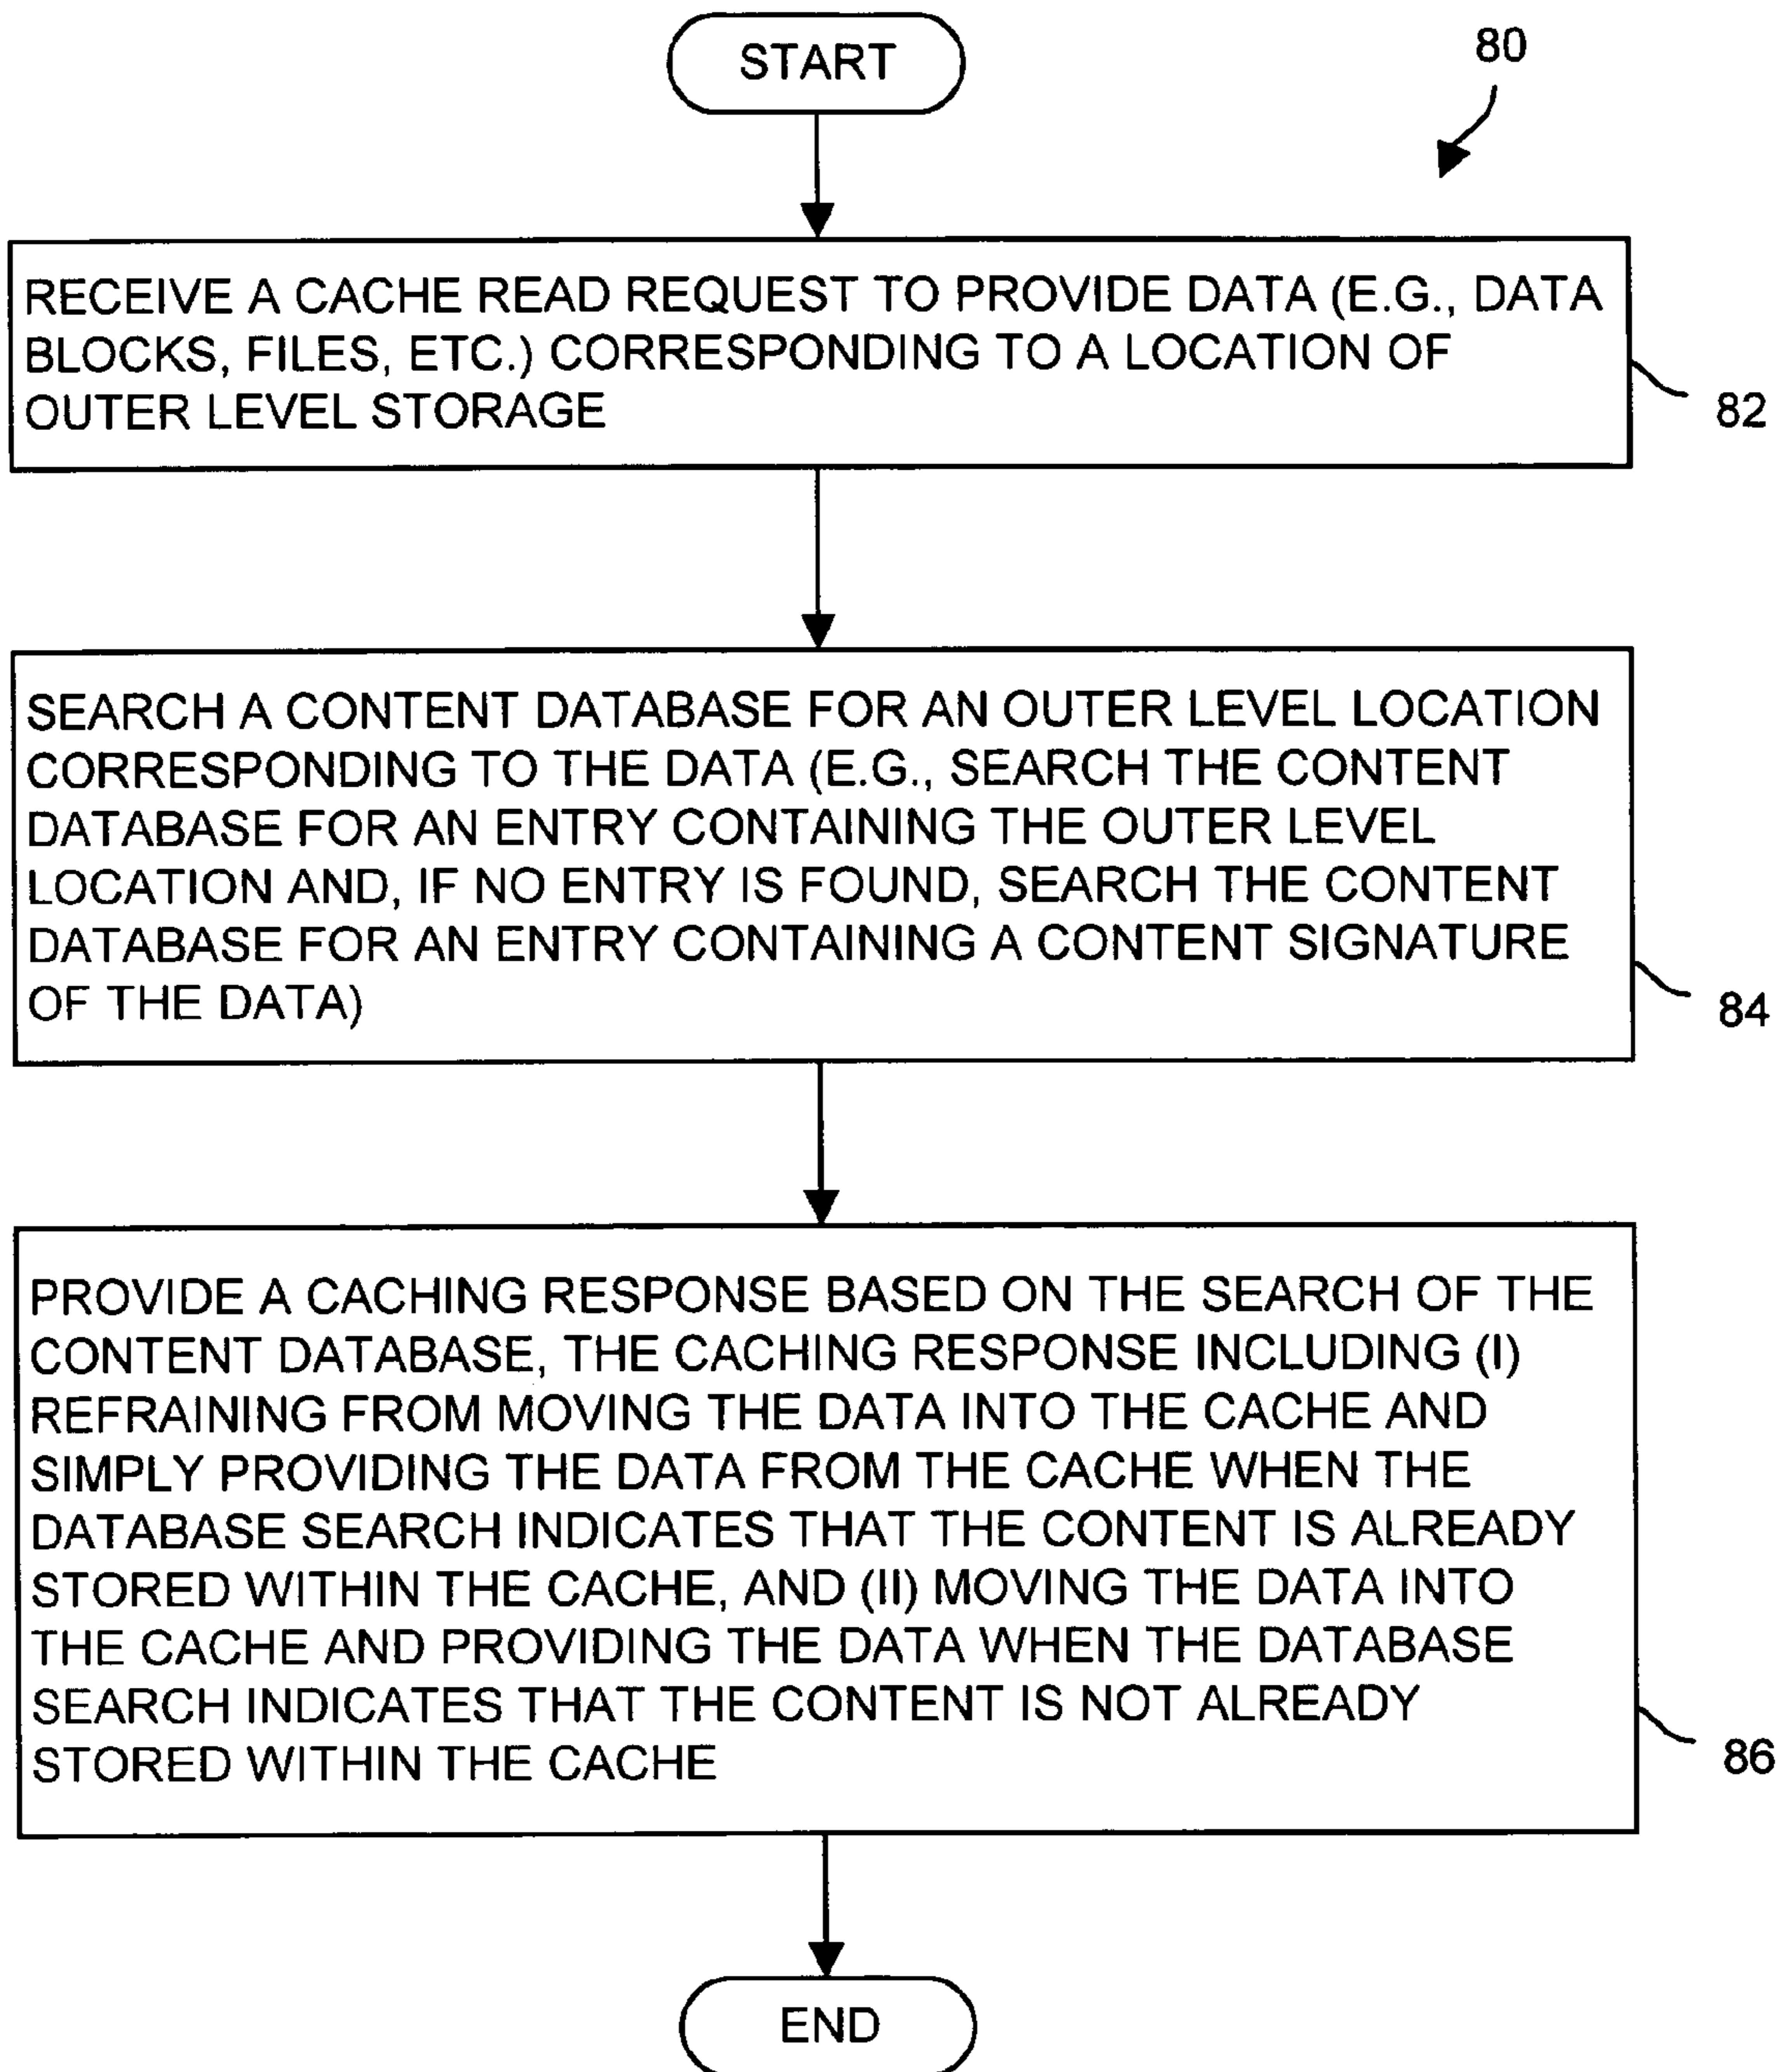 START
80
RECEIVE A CACHE READ REQUEST TO PROVIDE DATA (E.G., DATA
BLOCKS, FILES, ETC.) CORRESPONDING TO A LOCATION OF
OUTER LEVEL STORAGE
82
SEARCH A CONTENT DATABASE FOR AN OUTER LEVEL LOCATION
CORRESPONDING TO THE DATA (E.G., SEARCH THE CONTENT
DATABASE FOR AN ENTRY CONTAINING THE OUTER LEVEL
LOCATION AND, IF NO ENTRY IS FOUND, SEARCH THE CONTENT
DATABASE FOR AN ENTRY CONTAINING A CONTENT SIGNATURE
OF THE DATA)
84
PROVIDE A CACHING RESPONSE BASED ON THE SEARCH OF THE
CONTENT DATABASE, THE CACHING RESPONSE INCLUDING (I)
REFRAINING FROM MOVING THE DATA INTO THE CACHE AND
SIMPLY PROVIDING THE DATA FROM THE CACHE WHEN THE
DATABASE SEARCH INDICATES THAT THE CONTENT IS ALREADY
STORED WITHIN THE CACHE, AND (II) MOVING THE DATA INTO
THE CACHE AND PROVIDING THE DATA WHEN THE DATABASE
SEARCH INDICATES THAT THE CONTENT IS NOT ALREADY
STORED WITHIN THE CACHE
86
END